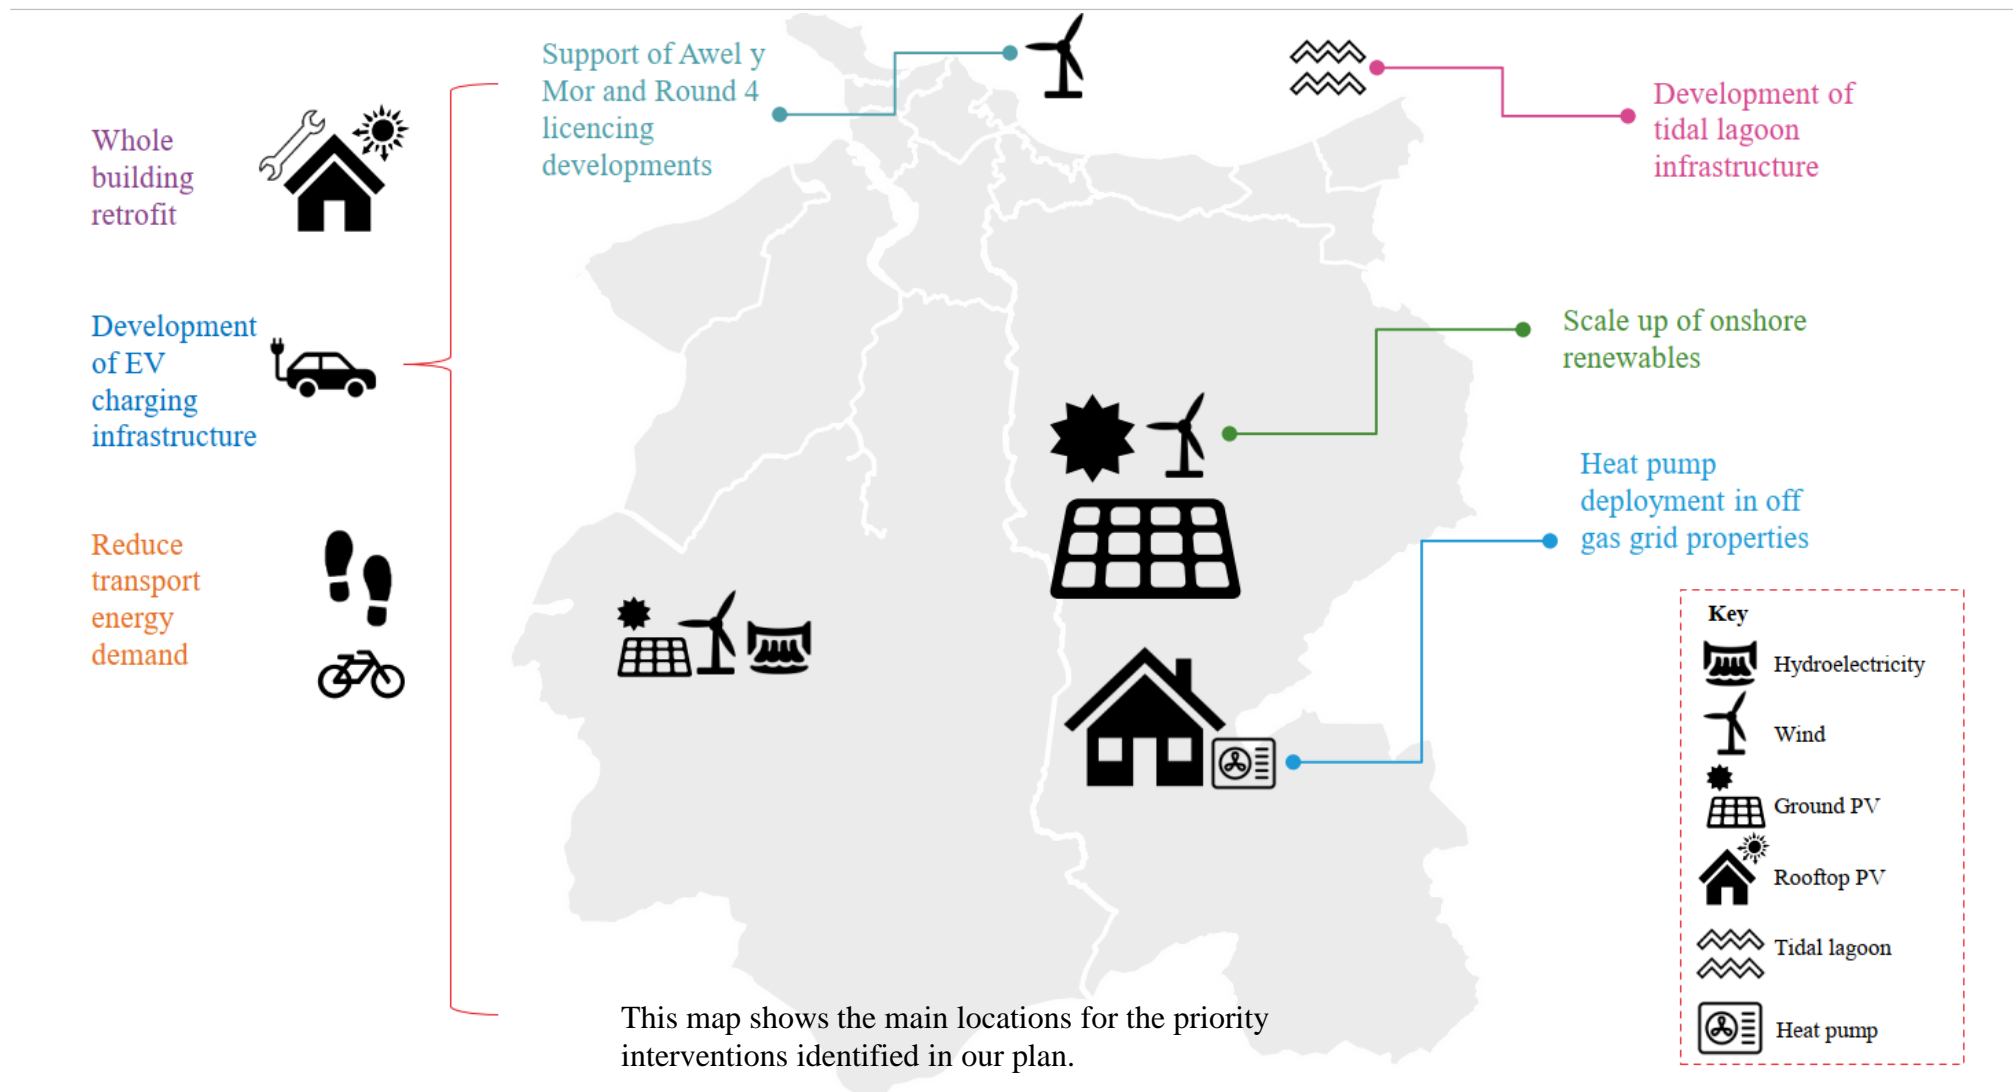 Whole
building
retrofit
Development
of EV
charging
infrastructure
Reduce
transport
energy
demand
Support of Awel y
Mor and Round 4
licencing
developments
Development of
tidal lagoon
infrastructure
Scale up of onshore
renewables
Heat pump
deployment in off
gas grid properties
Key
Hydroelectricity
Wind
Ground PV
Rooftop PV
Tidal lagoon
Heat pump
This map shows the main locations for the priority
interventions identified in our plan.